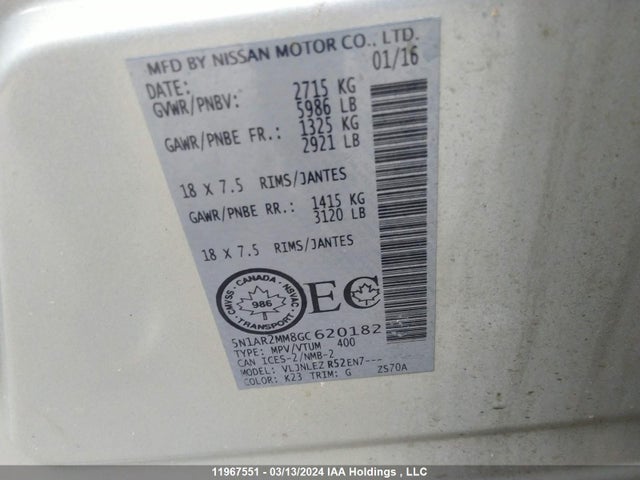 MFD BY NISSAN MOTOR CO., LTD.
DATE: 01/16
GVWR/PNBV: 2715 KG
5986 LB
GAWR/PNBE FR.: 1325 KG
2921 LB
18 X 7.5 RIMS/JANTES
GAWR/PNBE RR.: 1415 KG
3120 LB
18 X 7.5 RIMS/JANTES
CANADA
CMVSS NSVAC
986
TRANSPORT
EC
5N1AR2MM8GC620182
TYPE: MPV/VTUM 400
CAN ICES-2/NMB-2
MODEL: VLJNLEZ R52EN7---
COLOR: K23 TRIM: G ZS70A
11967551 — 03/13/2024 IAA Holdings , LLC